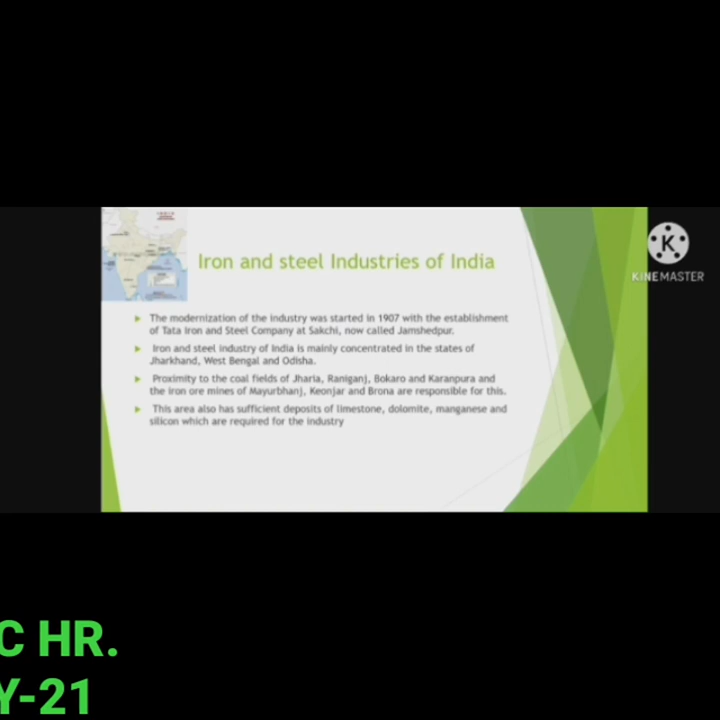 Iron and steel Industries of India
KINEMASTER
The modernization of the industry was started in 1907 with the establishment
of Tata Iron and Steel Company at Sakchi, now called Jamshedpur.
Iron and steel industry of India is mainly concentrated in the states of
Jharkhand, West Bengal and Odisha.
Proximity to the coal fields of Jharia, Raniganj, Bokaro and Karanpura and
the iron ore mines of Mayurbhanj, Keonjar and Brona are responsible for this.
This area also has sufficient deposits of limestone, dolomite, manganese and
silicon which are required for the industry
C HR.
Y-21